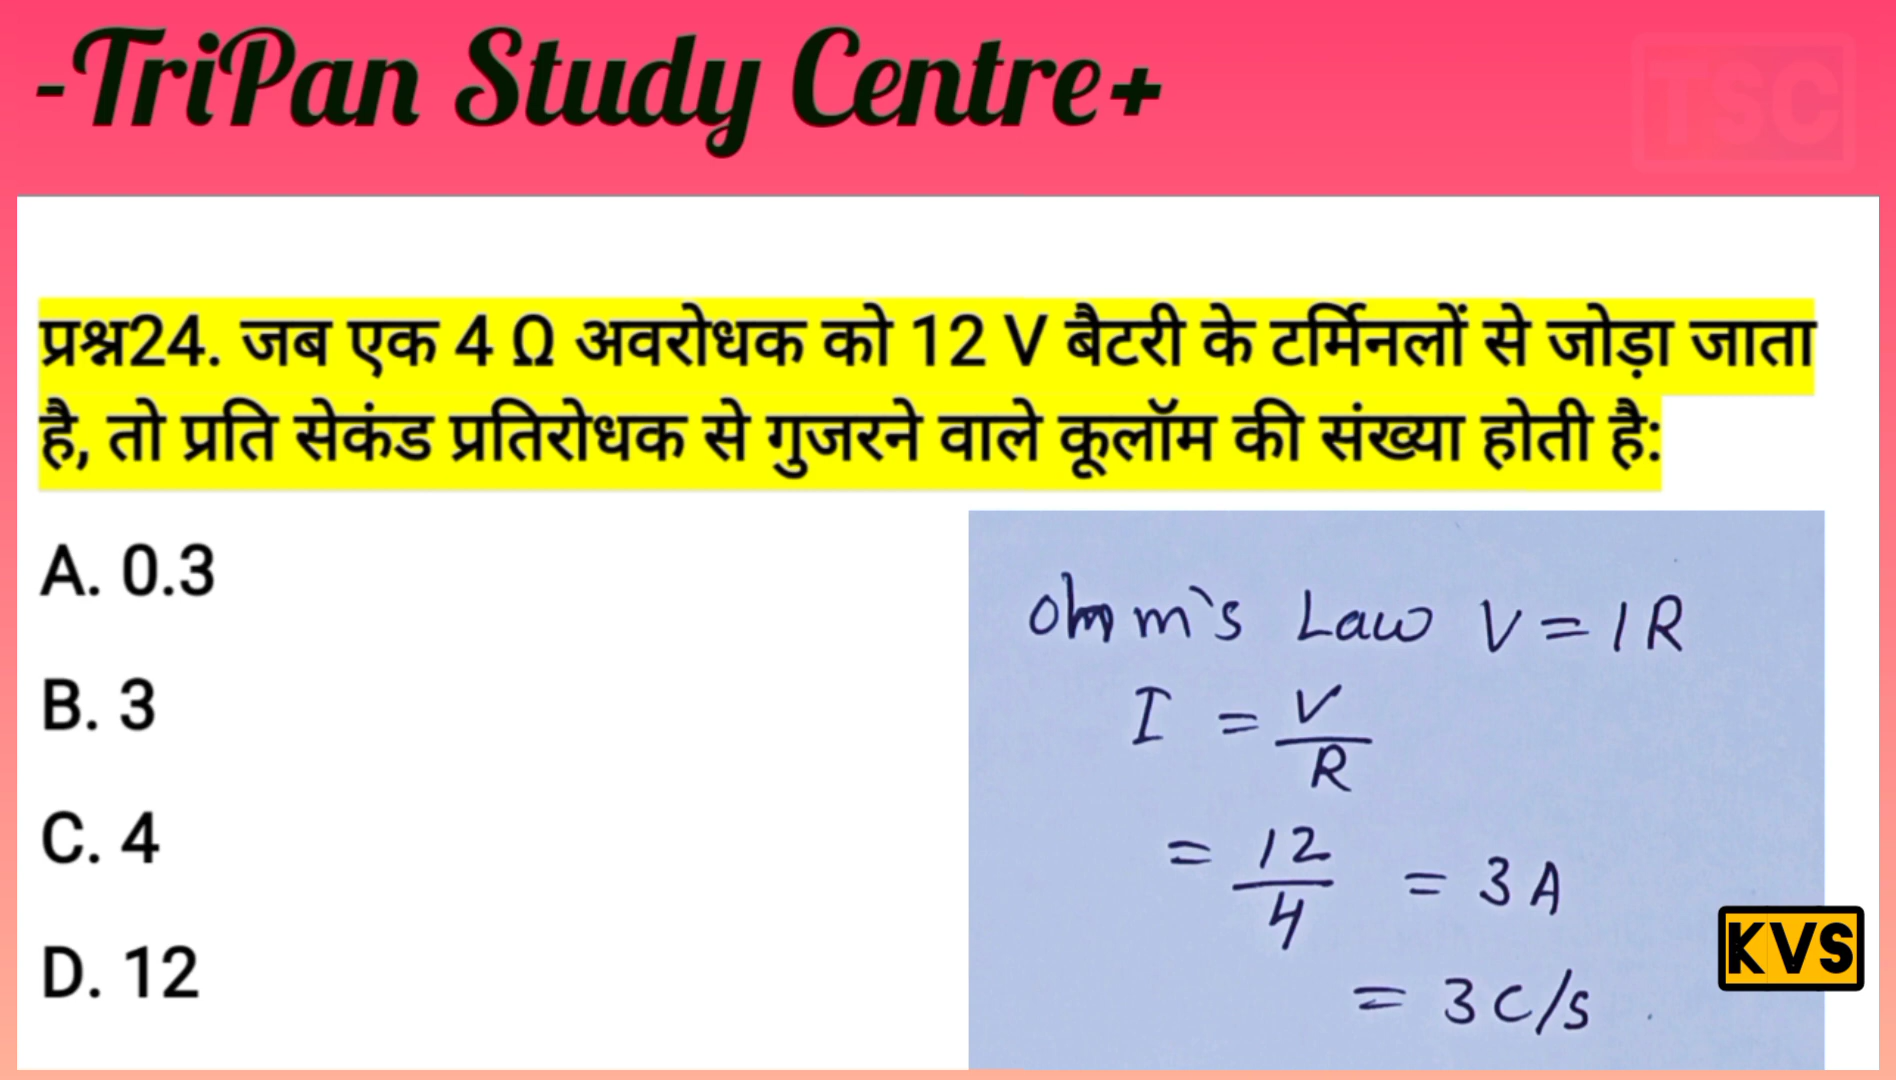 -TriPan Study Centre+
TSC
प्रश्न24. जब एक 4 Ω अवरोधक को 12 V बैटरी के टर्मिनलों से जोड़ा जाता
है, तो प्रति सेकंड प्रतिरोधक से गुजरने वाले कूलॉम की संख्या होती है:
A. 0.3
B. 3
C. 4
D. 12
ohm's Law V = IR
I = V/R
= 12/4 = 3A
= 3 C/s
KVS